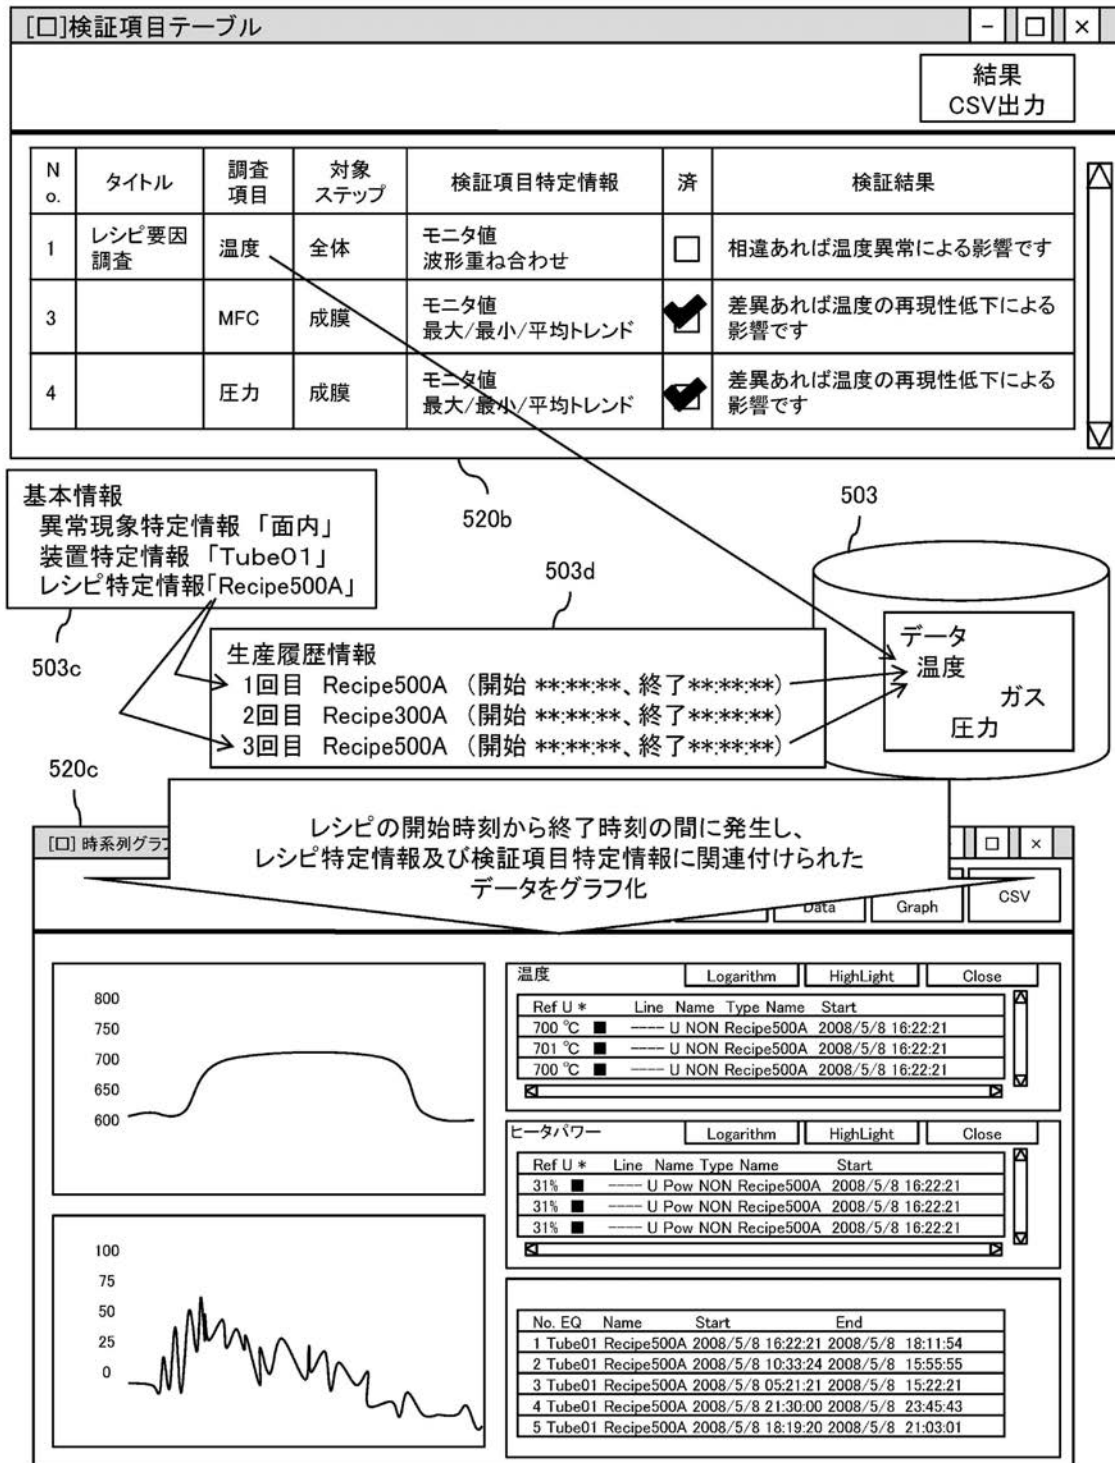 [□]検証項目テーブル
− □ ×
結果
CSV出力
No. タイトル 調査項目 対象ステップ 検証項目特定情報 済 検証結果
1 レシピ要因調査 温度 全体 モニタ値 波形重ね合わせ 相違あれば温度異常による影響です
3 MFC 成膜 モニタ値 最大/最小/平均トレンド 差異あれば温度の再現性低下による影響です
4 圧力 成膜 モニタ値 最大/最小/平均トレンド 差異あれば温度の再現性低下による影響です
520b
503
基本情報
異常現象特定情報 「面内」
装置特定情報 「Tube01」
レシピ特定情報「Recipe500A」
503c
503d
生産履歴情報
1回目 Recipe500A (開始 **:**:**、終了**:**:**)
2回目 Recipe300A (開始 **:**:**、終了**:**:**)
3回目 Recipe500A (開始 **:**:**、終了**:**:**)
データ
温度
ガス
圧力
520c
レシピの開始時刻から終了時刻の間に発生し、
レシピ特定情報及び検証項目特定情報に関連付けられた
データをグラフ化
[□] 時系列グラフ
□ ×
Data Graph CSV
800
750
700
650
600
温度 Logarithm HighLight Close
Ref U * Line Name Type Name Start
700 ℃ ■ ---- U NON Recipe500A 2008/5/8 16:22:21
701 ℃ ■ ---- U NON Recipe500A 2008/5/8 16:22:21
700 ℃ ■ ---- U NON Recipe500A 2008/5/8 16:22:21
ヒータパワー Logarithm HighLight Close
Ref U * Line Name Type Name Start
31% ■ ---- U Pow NON Recipe500A 2008/5/8 16:22:21
31% ■ ---- U Pow NON Recipe500A 2008/5/8 16:22:21
31% ■ ---- U Pow NON Recipe500A 2008/5/8 16:22:21
100
75
50
25
0
No. EQ Name Start End
1 Tube01 Recipe500A 2008/5/8 16:22:21 2008/5/8 18:11:54
2 Tube01 Recipe500A 2008/5/8 10:33:24 2008/5/8 15:55:55
3 Tube01 Recipe500A 2008/5/8 05:21:21 2008/5/8 15:22:21
4 Tube01 Recipe500A 2008/5/8 21:30:00 2008/5/8 23:45:43
5 Tube01 Recipe500A 2008/5/8 18:19:20 2008/5/8 21:03:01